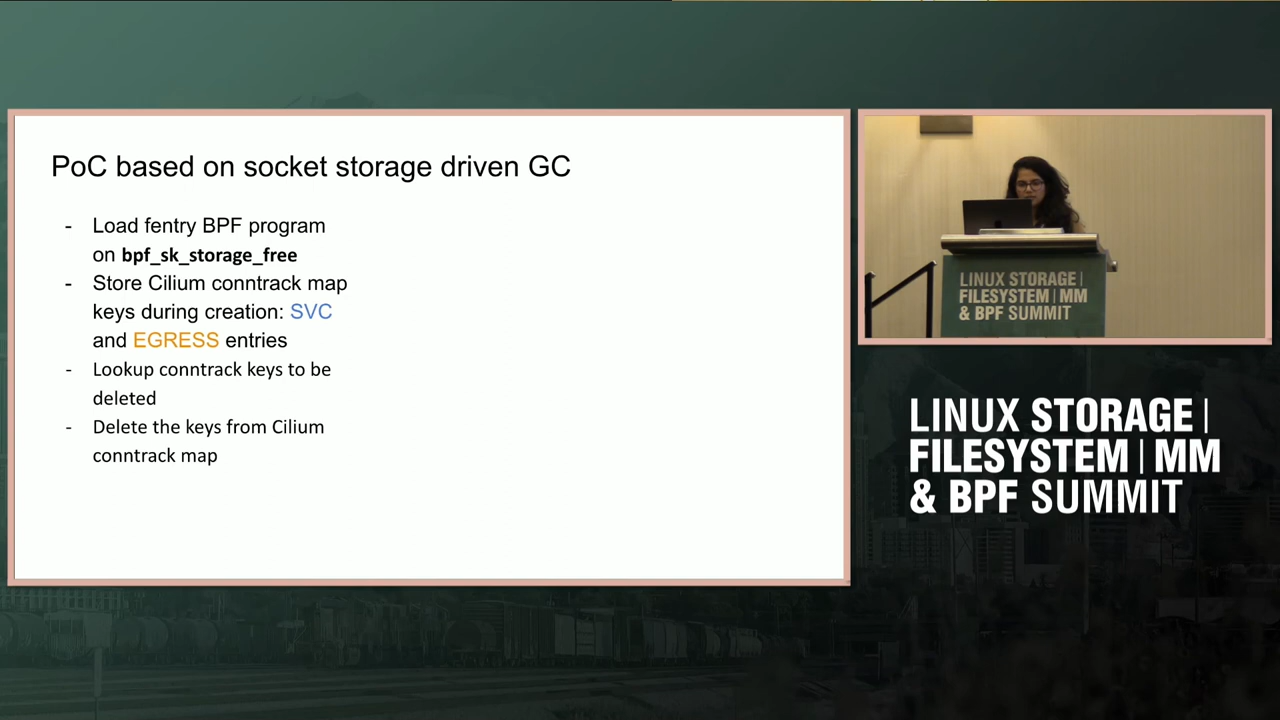 PoC based on socket storage driven GC
- Load fentry BPF program
on bpf_sk_storage_free
- Store Cilium conntrack map
keys during creation: SVC
and EGRESS entries
- Lookup conntrack keys to be
deleted
- Delete the keys from Cilium
conntrack map
LINUX STORAGE |
FILESYSTEM | MM
& BPF SUMMIT
LINUX STORAGE |
FILESYSTEM | MM
& BPF SUMMIT